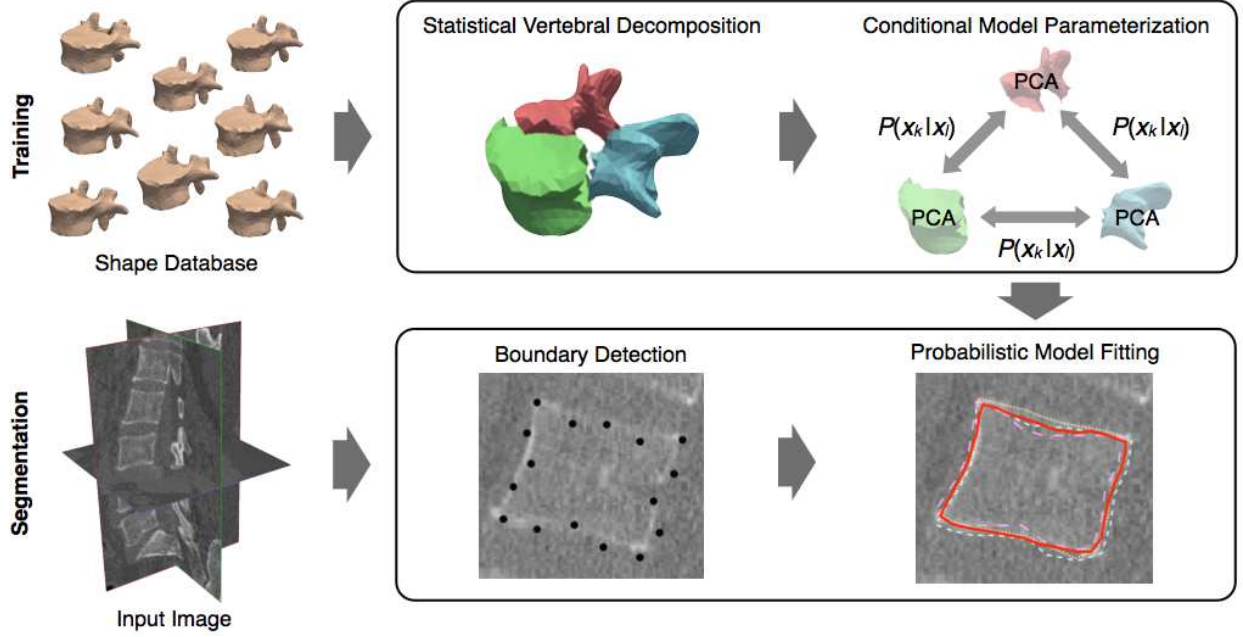 Training
Shape Database
Statistical Vertebral Decomposition
Conditional Model Parameterization
PCA
P(xₖ|xₗ)
P(xₖ|xₗ)
PCA
PCA
P(xₖ|xₗ)
Segmentation
Input Image
Boundary Detection
Probabilistic Model Fitting